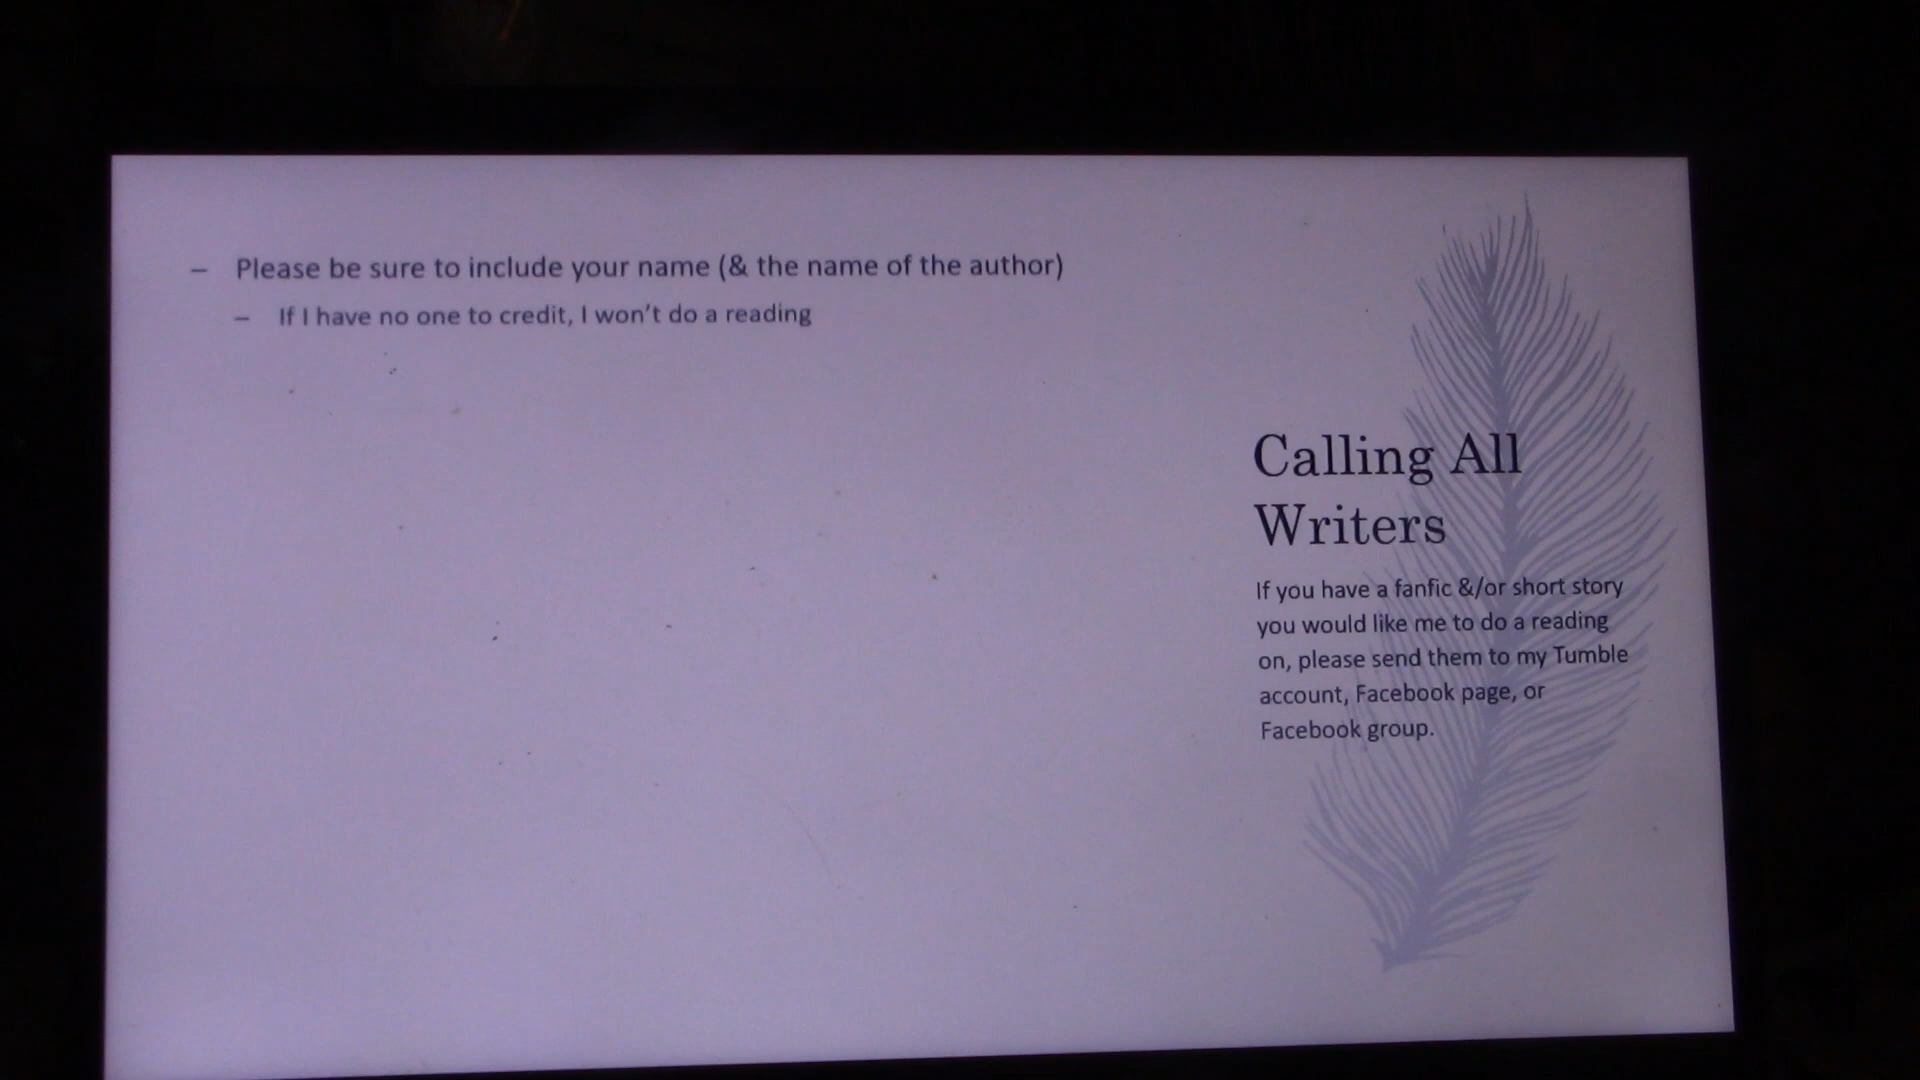 – Please be sure to include your name (& the name of the author)
– If I have no one to credit, I won't do a reading
Calling All
Writers
If you have a fanfic &/or short story
you would like me to do a reading
on, please send them to my Tumble
account, Facebook page, or
Facebook group.